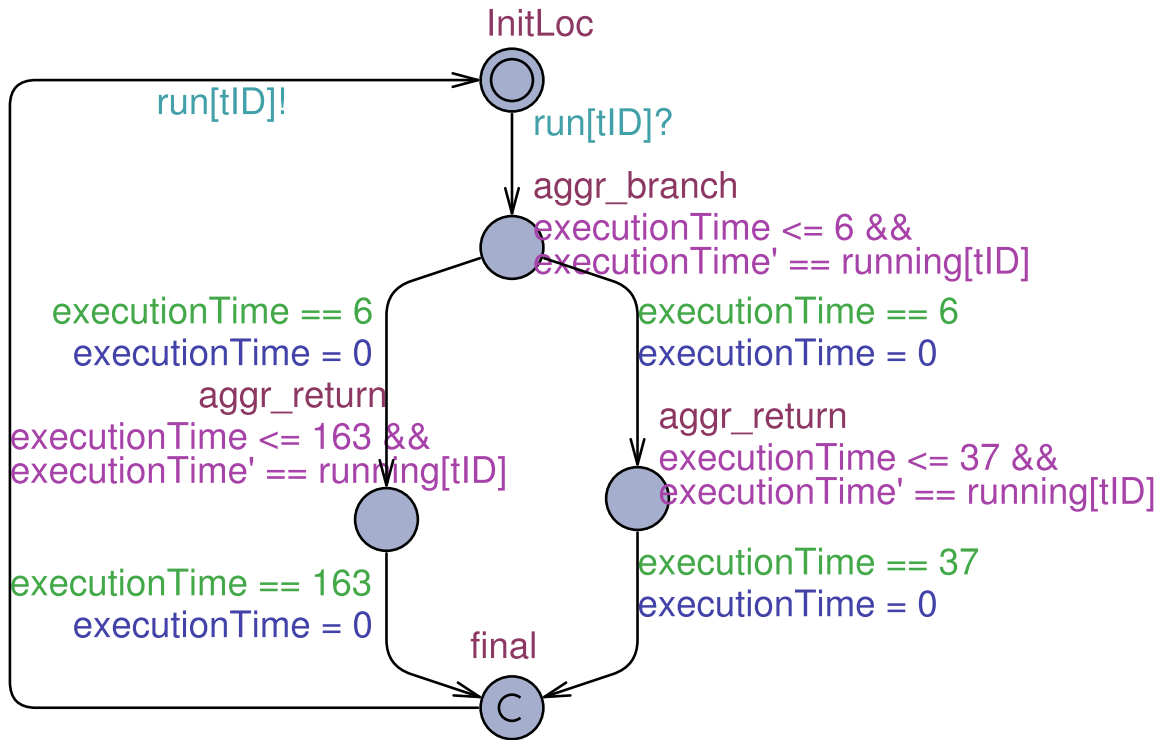 InitLoc
run[tID]!
run[tID]?
aggr_branch
executionTime <= 6 &&
executionTime' == running[tID]
executionTime == 6
executionTime = 0
executionTime == 6
executionTime = 0
aggr_return
executionTime <= 163 &&
executionTime' == running[tID]
aggr_return
executionTime <= 37 &&
executionTime' == running[tID]
executionTime == 163
executionTime = 0
executionTime == 37
executionTime = 0
final
C